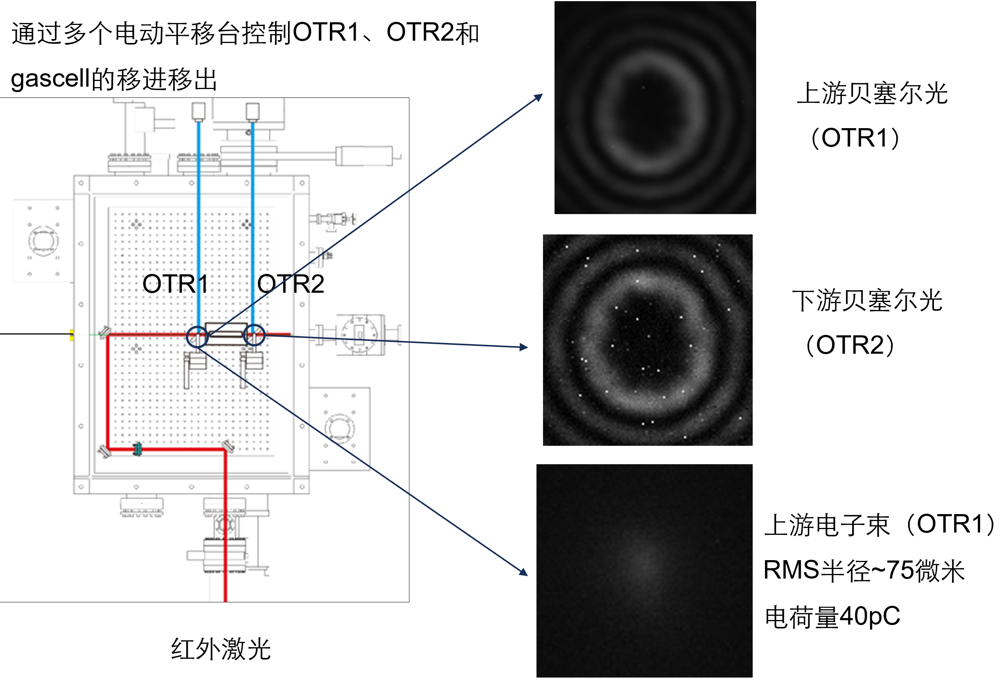 通过多个电动平移台控制OTR1、OTR2和
gascell的移进移出
OTR1
OTR2
红外激光
上游贝塞尔光
（OTR1）
下游贝塞尔光
（OTR2）
上游电子束（OTR1）
RMS半径~75微米
电荷量40pC